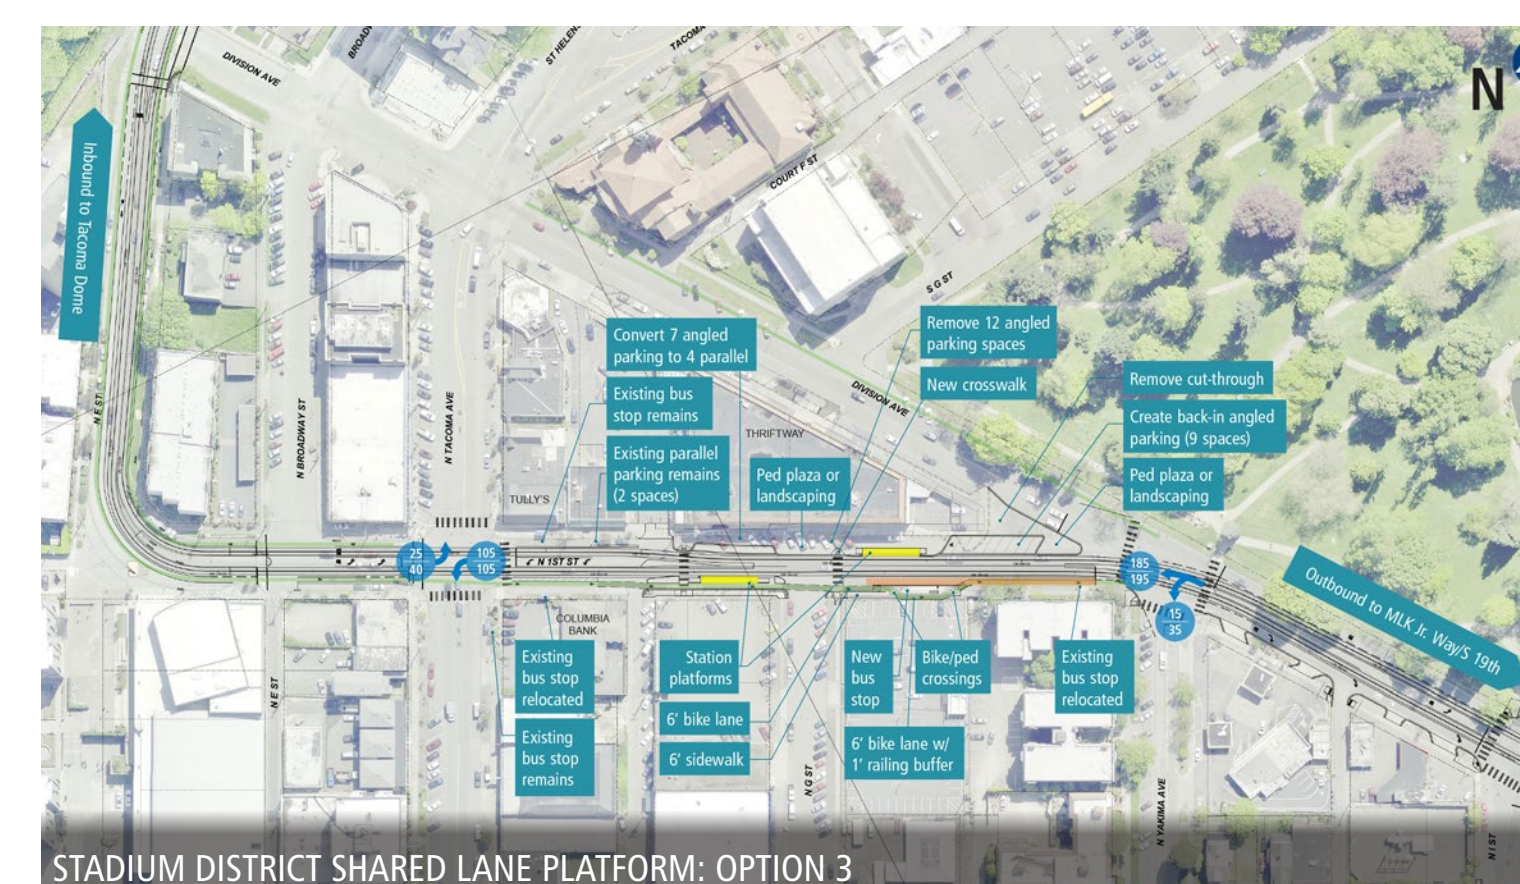 N
DIVISION AVE
BROADW
ST HELENS
TACOMA
Inbound to Tacoma Dome
COURT F ST
S G ST
Convert 7 angled
parking to 4 parallel
Remove 12 angled
parking spaces
New crosswalk
Existing bus
stop remains
DIVISION AVE
Remove cut-through
Create back-in angled
parking (9 spaces)
Ped plaza or
landscaping
N E ST
N BROADWAY ST
N TACOMA AVE
THRIFTWAY
Existing parallel
parking remains
(2 spaces)
Ped plaza or
landscaping
TULLY'S
25
40
105
105
N 1ST ST
185
195
15
35
Outbound to MLK Jr. Way/S 19th
COLUMBIA
BANK
Existing
bus stop
relocated
Station
platforms
New
bus
stop
Bike/ped
crossings
Existing
bus stop
relocated
N E ST
6' bike lane
Existing
bus stop
remains
6' sidewalk
6' bike lane w/
1' railing buffer
N G ST
N YAKIMA AVE
N I ST
STADIUM DISTRICT SHARED LANE PLATFORM: OPTION 3